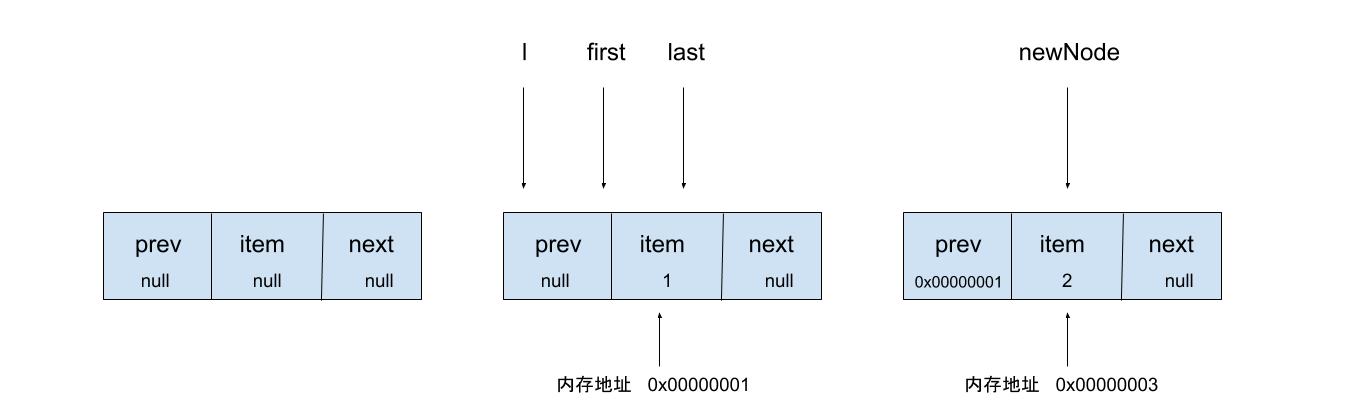 l first last newNode
prev item next prev item next prev item next
null null null null 1 null 0x00000001 2 null
内存地址 0x00000001 内存地址 0x00000003